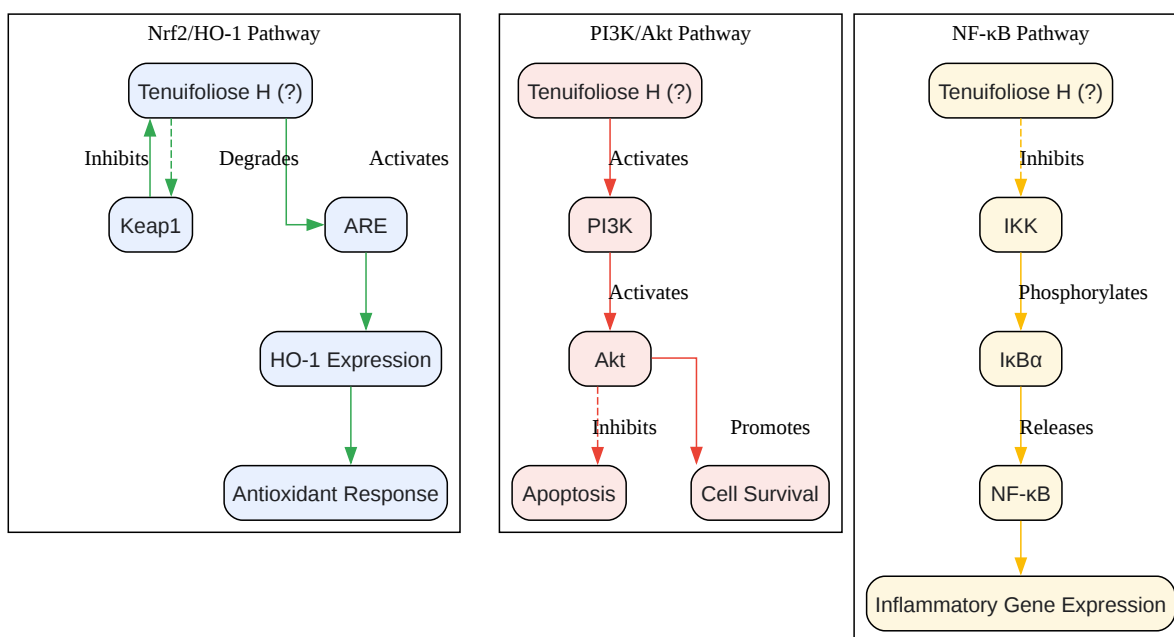 Nrf2/HO-1 Pathway
Tenuifoliose H (?)
Inhibits
Degrades
Activates
Keap1
ARE
HO-1 Expression
Antioxidant Response
PI3K/Akt Pathway
Tenuifoliose H (?)
Activates
PI3K
Activates
Akt
Inhibits
Promotes
Apoptosis
Cell Survival
NF-κB Pathway
Tenuifoliose H (?)
Inhibits
IKK
Phosphorylates
IκBα
Releases
NF-κB
Inflammatory Gene Expression